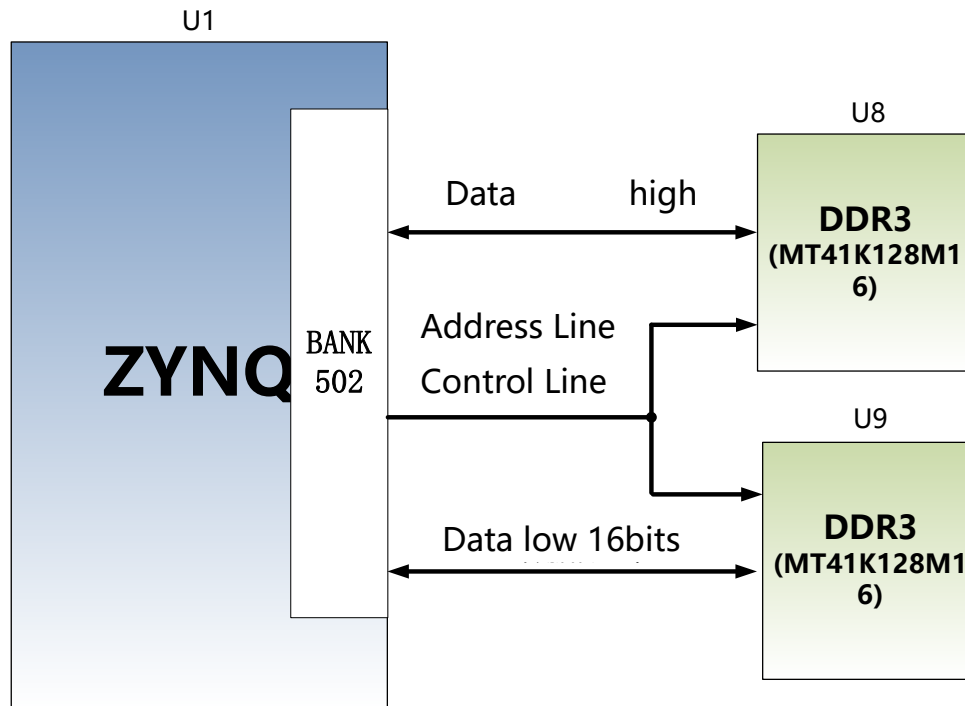 U1
U8
Data high
DDR3
(MT41K128M1
6)
Address Line
Control Line
ZYNQ
BANK
502
U9
Data low 16bits
DDR3
(MT41K128M1
6)